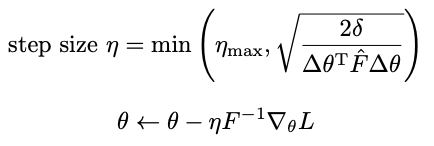 step size η = min ( η_max, √( 2δ / Δθ^T F̂ Δθ ) )
θ ← θ − ηF^{−1}∇_θ L